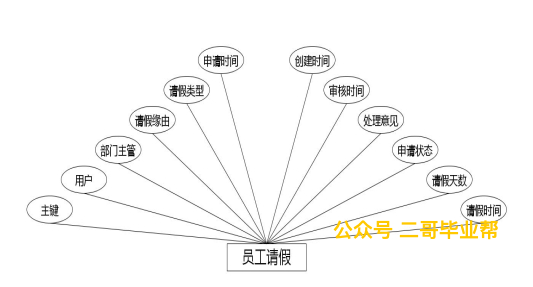 申请时间 创建时间
请假类型 审核时间
请假缘由 处理意见
部门主管 申请状态
用户 请假天数
主键 请假时间
公众号 二哥毕业帮
员工请假